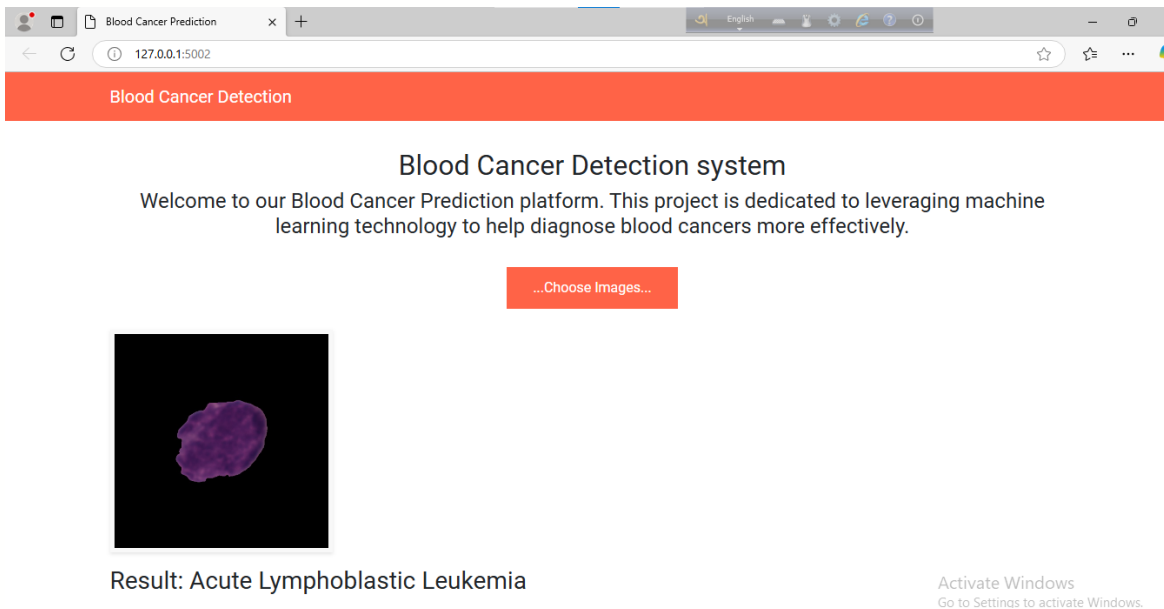 Blood Cancer Prediction
English
127.0.0.1:5002
Blood Cancer Detection
Blood Cancer Detection system
Welcome to our Blood Cancer Prediction platform. This project is dedicated to leveraging machine
learning technology to help diagnose blood cancers more effectively.
...Choose Images...
Result: Acute Lymphoblastic Leukemia
Activate Windows
Go to Settings to activate Windows.